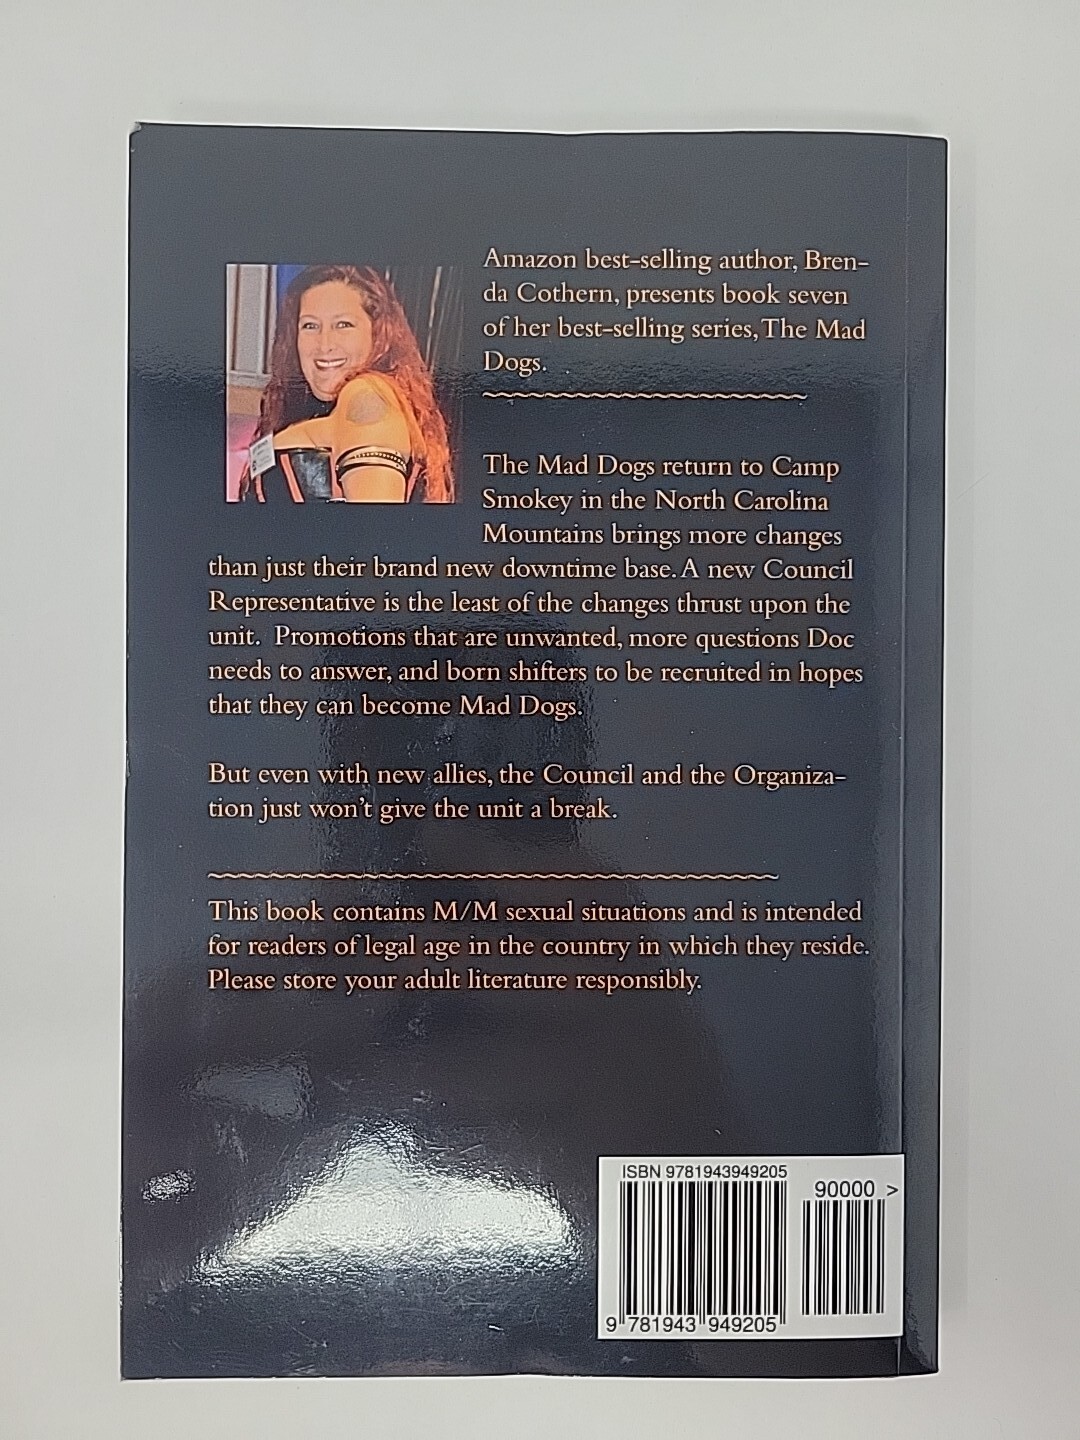 Amazon best-selling author, Bren-
da Cothern, presents book seven
of her best-selling series, The Mad
Dogs.
The Mad Dogs return to Camp
Smokey in the North Carolina
Mountains brings more changes
than just their brand new downtime base. A new Council
Representative is the least of the changes thrust upon the
unit. Promotions that are unwanted, more questions Doc
needs to answer, and born shifters to be recruited in hopes
that they can become Mad Dogs.
But even with new allies, the Council and the Organiza-
tion just won't give the unit a break.
This book contains M/M sexual situations and is intended
for readers of legal age in the country in which they reside.
Please store your adult literature responsibly.
ISBN 9781943949205
90000 >
9 781943 949205